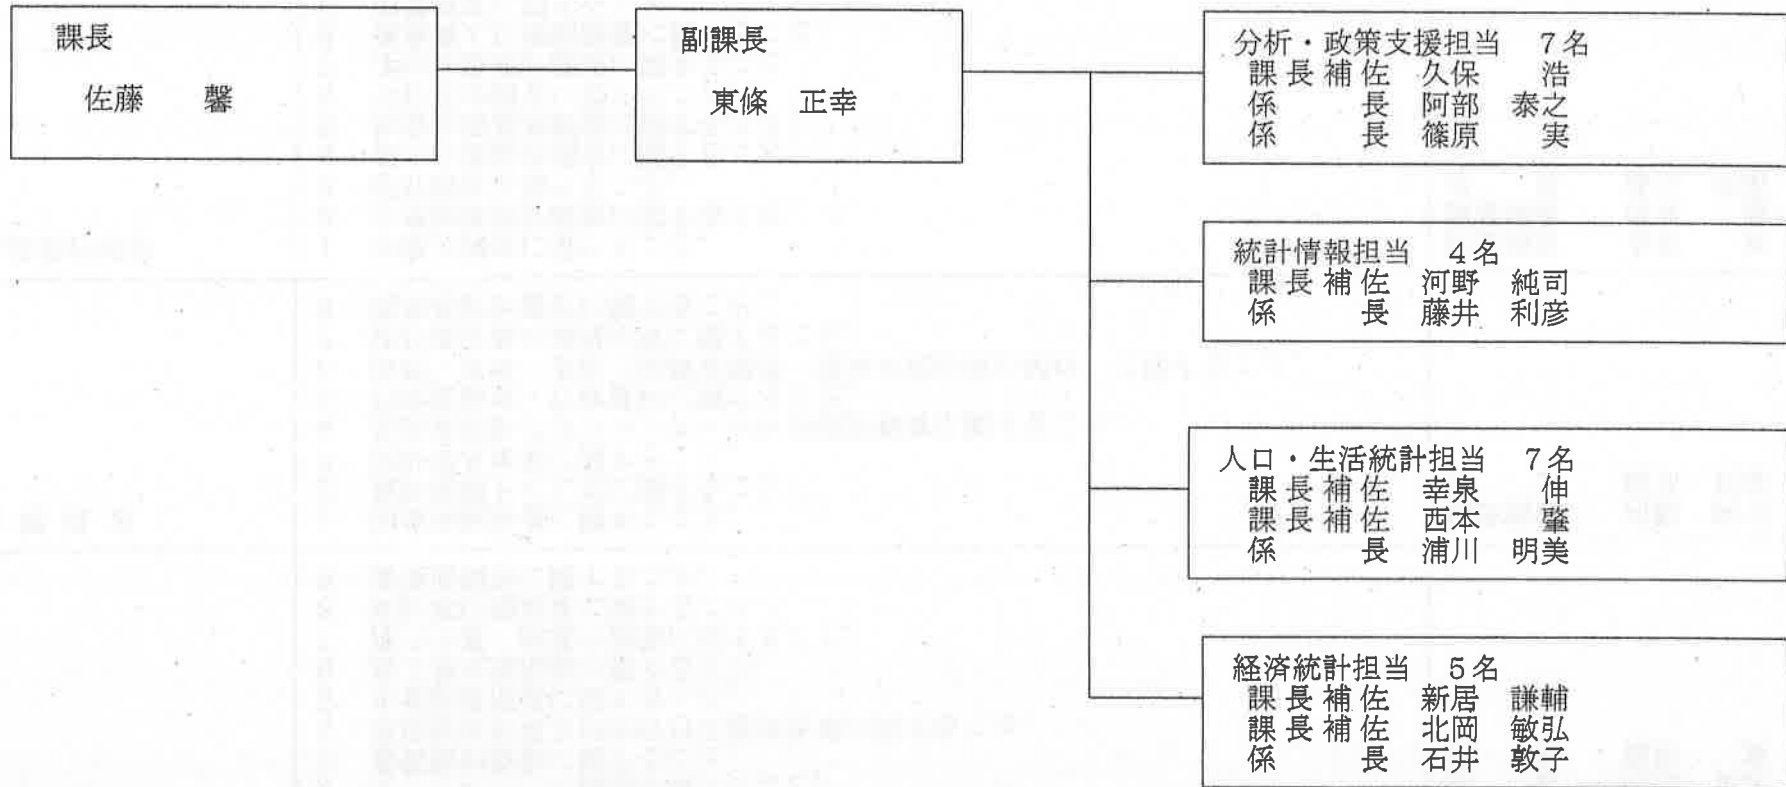 課長
佐藤　馨
副課長
東條　正幸
分析・政策支援担当　7名
課長補佐　久保　浩
係　長　阿部　泰之
係　長　篠原　実
統計情報担当　4名
課長補佐　河野　純司
係　長　藤井　利彦
人口・生活統計担当　7名
課長補佐　幸泉　伸
課長補佐　西本　肇
係　長　浦川　明美
経済統計担当　5名
課長補佐　新居　謙輔
課長補佐　北岡　敏弘
係　長　石井　敦子